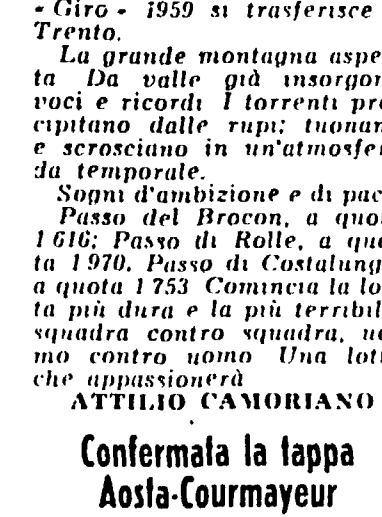 « Giro » 1959 si trasferisce
Trento.
La grande montagna aspe
ta Da valle già insorgon
voci e ricordi I torrenti pre
cipitano dalle rupi; tuonan
e scrosciano in un'atmosfer
da temporale.
Sogni d'ambizione e di pac
Passo del Brocon, a quo
1 616; Passo di Rolle, a quo
ta 1 970, Passo di Costalung
a quota 1 753 Comincia la lo
ta più dura e la più terribil
squadra contro squadra, uo
mo contro uomo Una lott
che appassionerà
ATTILIO CAMORIANO
Confermata la tappa
Aosta-Courmayeur